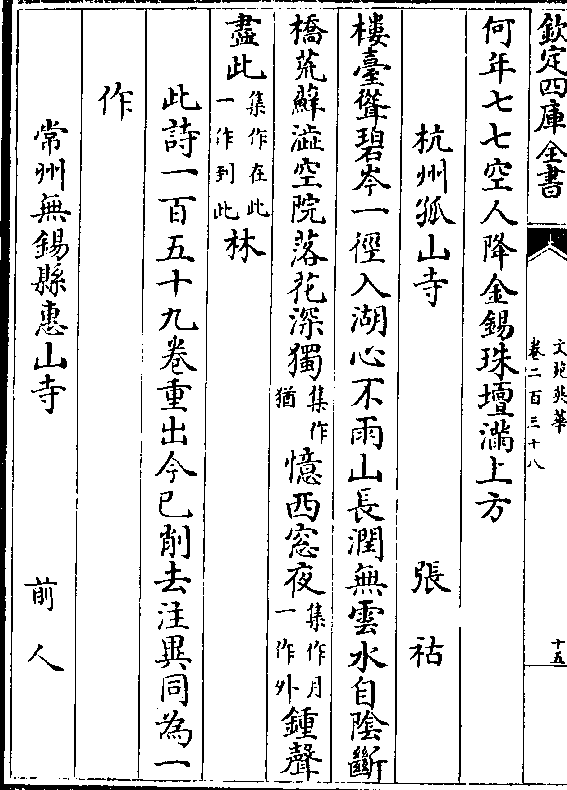 欽定四庫全書
文苑英華
卷二百三十八
十五
何年七七空人降金錫珠壇滿上方
杭州孤山寺 張祜
樓臺聳碧岑一徑入湖心不雨山長潤無雲水自陰斷
橋荒蘚澁空院落花深獨集作猶憶西窓夜集作月一作外鍾聲
盡此集作在此一作到此林
此詩一百五十九卷重出今已削去注異同為一
作
常州無錫縣惠山寺 前人